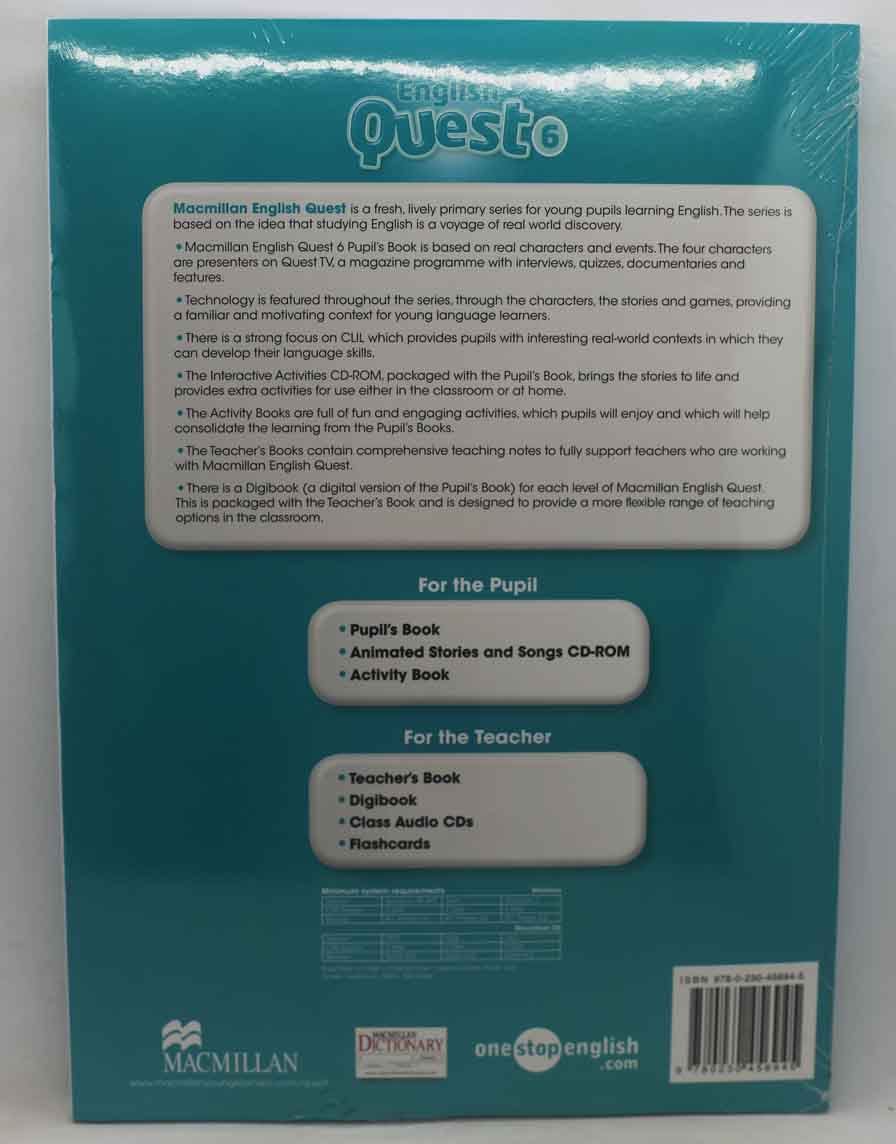 English
Quest 6
Macmillan English Quest is a fresh, lively primary series for young pupils learning English. The series is
based on the idea that studying English is a voyage of real world discovery.
• Macmillan English Quest 6 Pupil's Book is based on real characters and events. The four characters
are presenters on Quest TV, a magazine programme with interviews, quizzes, documentaries and
features.
• Technology is featured throughout the series, through the characters, the stories and games, providing
a familiar and motivating context for young language learners.
• There is a strong focus on CLIL which provides pupils with interesting real-world contexts in which they
can develop their language skills.
• The Interactive Activities CD-ROM, packaged with the Pupil's Book, brings the stories to life and
provides extra activities for use either in the classroom or at home.
• The Activity Books are full of fun and engaging activities, which pupils will enjoy and which will help
consolidate the learning from the Pupil's Books.
• The Teacher's Books contain comprehensive teaching notes to fully support teachers who are working
with Macmillan English Quest.
• There is a Digibook (a digital version of the Pupil's Book) for each level of Macmillan English Quest.
This is packaged with the Teacher's Book and is designed to provide a more flexible range of teaching
options in the classroom.
For the Pupil
• Pupil's Book
• Animated Stories and Songs CD-ROM
• Activity Book
For the Teacher
• Teacher's Book
• Digibook
• Class Audio CDs
• Flashcards
Minimum system requirements Windows
Macintosh OS
ISBN 978-0-230-45694-5
MACMILLAN
MACMILLAN
DICTIONARY
onestopenglish
.com